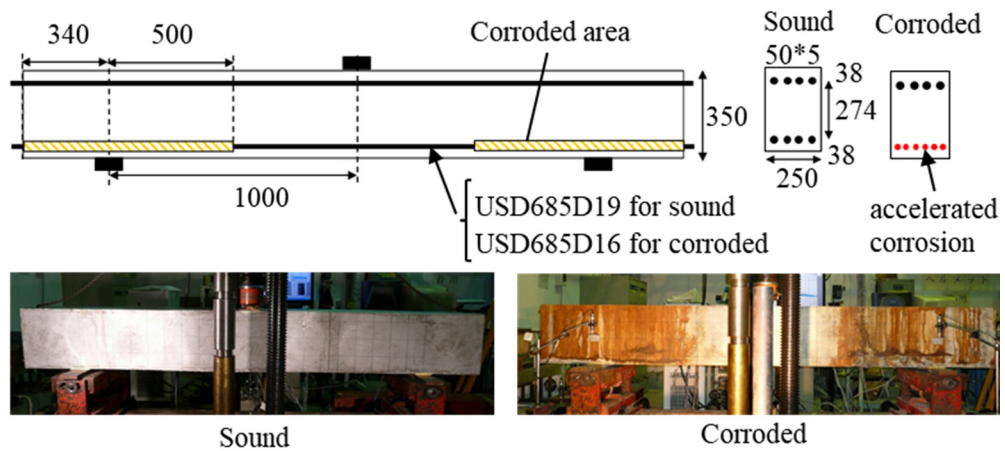 340
500
Corroded area
350
1000
USD685D19 for sound
USD685D16 for corroded
Sound
50*5
38
274
38
250
Corroded
accelerated
corrosion
Sound
Corroded